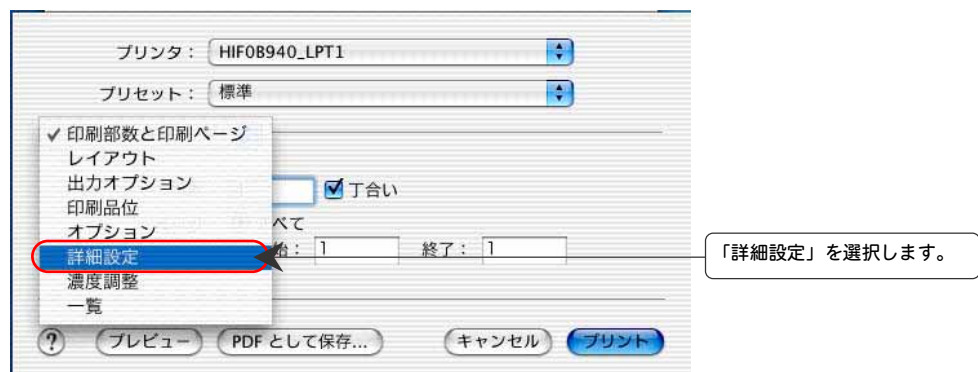 プリンタ： HIF0B940_LPT1
プリセット： 標準
✓ 印刷部数と印刷ページ
レイアウト
出力オプション
丁合い
印刷品位
べて
オプション
始： 1 終了： 1
詳細設定
「詳細設定」を選択します。
濃度調整
一覧
? プレビュー PDF として保存... キャンセル プリント